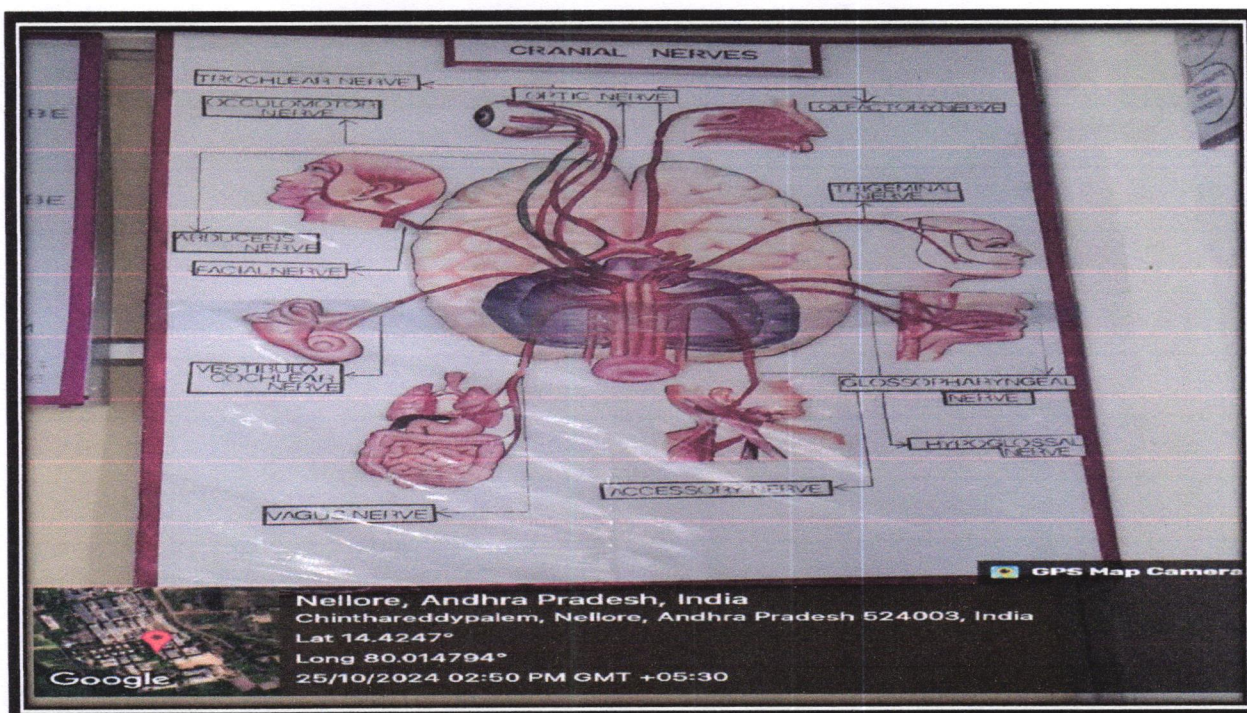 CRANIAL NERVES
TROCHLEAR NERVE
OPTIC NERVE
OCCULOMOTOR
NERVE
OLFACTORY NERVE
TRIGEMINAL
NERVE
ABDUCENS
NERVE
FACIAL NERVE
VESTIBULO
COCHLEAR
NERVE
GLOSSOPHARYNGEAL
NERVE
HYPOGLOSSAL
NERVE
ACCESSORY NERVE
VAGUS NERVE
BE
BE
GPS Map Camera
Nellore, Andhra Pradesh, India
Chinthareddypalem, Nellore, Andhra Pradesh 524003, India
Lat 14.4247°
Long 80.014794°
25/10/2024 02:50 PM GMT +05:30
Google